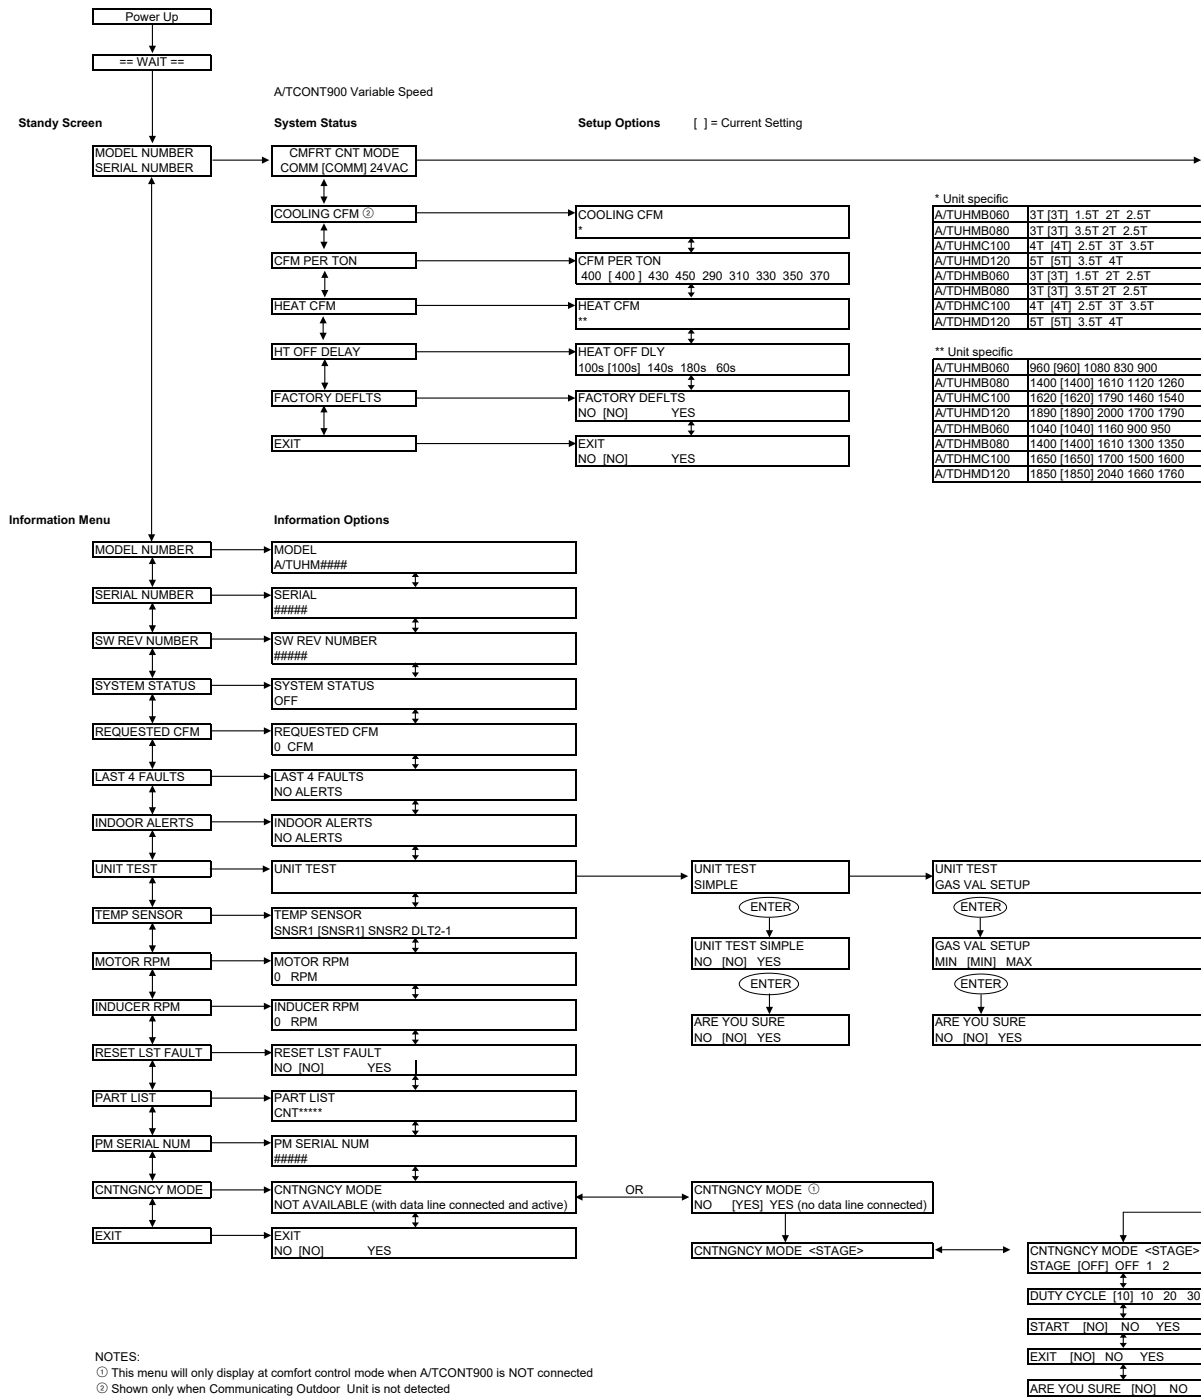 Power Up
== WAIT ==
A/TCONT900 Variable Speed
Standy Screen
System Status
Setup Options
[ ] = Current Setting
MODEL NUMBER
SERIAL NUMBER
CMFRT CNT MODE
COMM [COMM] 24VAC
COOLING CFM ②
COOLING CFM
*
CFM PER TON
CFM PER TON
400 [ 400 ] 430 450 290 310 330 350 370
HEAT CFM
HEAT CFM
**
HT OFF DELAY
HEAT OFF DLY
100s [100s] 140s 180s 60s
FACTORY DEFLTS
FACTORY DEFLTS
NO [NO] YES
EXIT
EXIT
NO [NO] YES
* Unit specific
A/TUHMB060 3T [3T] 1.5T 2T 2.5T
A/TUHMB080 3T [3T] 3.5T 2T 2.5T
A/TUHMC100 4T [4T] 2.5T 3T 3.5T
A/TUHMD120 5T [5T] 3.5T 4T
A/TDHMB060 3T [3T] 1.5T 2T 2.5T
A/TDHMB080 3T [3T] 3.5T 2T 2.5T
A/TDHMC100 4T [4T] 2.5T 3T 3.5T
A/TDHMD120 5T [5T] 3.5T 4T
** Unit specific
A/TUHMB060 960 [960] 1080 830 900
A/TUHMB080 1400 [1400] 1610 1120 1260
A/TUHMC100 1620 [1620] 1790 1460 1540
A/TUHMD120 1890 [1890] 2000 1700 1790
A/TDHMB060 1040 [1040] 1160 900 950
A/TDHMB080 1400 [1400] 1610 1300 1350
A/TDHMC100 1650 [1650] 1700 1500 1600
A/TDHMD120 1850 [1850] 2040 1660 1760
Information Menu
Information Options
MODEL NUMBER
MODEL
A/TUHM####
SERIAL NUMBER
SERIAL
#####
SW REV NUMBER
SW REV NUMBER
#####
SYSTEM STATUS
SYSTEM STATUS
OFF
REQUESTED CFM
REQUESTED CFM
0 CFM
LAST 4 FAULTS
LAST 4 FAULTS
NO ALERTS
INDOOR ALERTS
INDOOR ALERTS
NO ALERTS
UNIT TEST
UNIT TEST
UNIT TEST
SIMPLE
ENTER
UNIT TEST SIMPLE
NO [NO] YES
ENTER
ARE YOU SURE
NO [NO] YES
UNIT TEST
GAS VAL SETUP
ENTER
GAS VAL SETUP
MIN [MIN] MAX
ENTER
ARE YOU SURE
NO [NO] YES
TEMP SENSOR
TEMP SENSOR
SNSR1 [SNSR1] SNSR2 DLT2-1
MOTOR RPM
MOTOR RPM
0 RPM
INDUCER RPM
INDUCER RPM
0 RPM
RESET LST FAULT
RESET LST FAULT
NO [NO] YES
PART LIST
PART LIST
CNT*****
PM SERIAL NUM
PM SERIAL NUM
#####
CNTNGNCY MODE
CNTNGNCY MODE
NOT AVAILABLE (with data line connected and active)
OR
CNTNGNCY MODE ①
NO [YES] YES (no data line connected)
EXIT
EXIT
NO [NO] YES
CNTNGNCY MODE <STAGE>
CNTNGNCY MODE <STAGE>
STAGE [OFF] OFF 1 2
DUTY CYCLE [10] 10 20 30
START [NO] NO YES
EXIT [NO] NO YES
ARE YOU SURE [NO] NO
NOTES:
① This menu will only display at comfort control mode when A/TCONT900 is NOT connected
② Shown only when Communicating Outdoor Unit is not detected